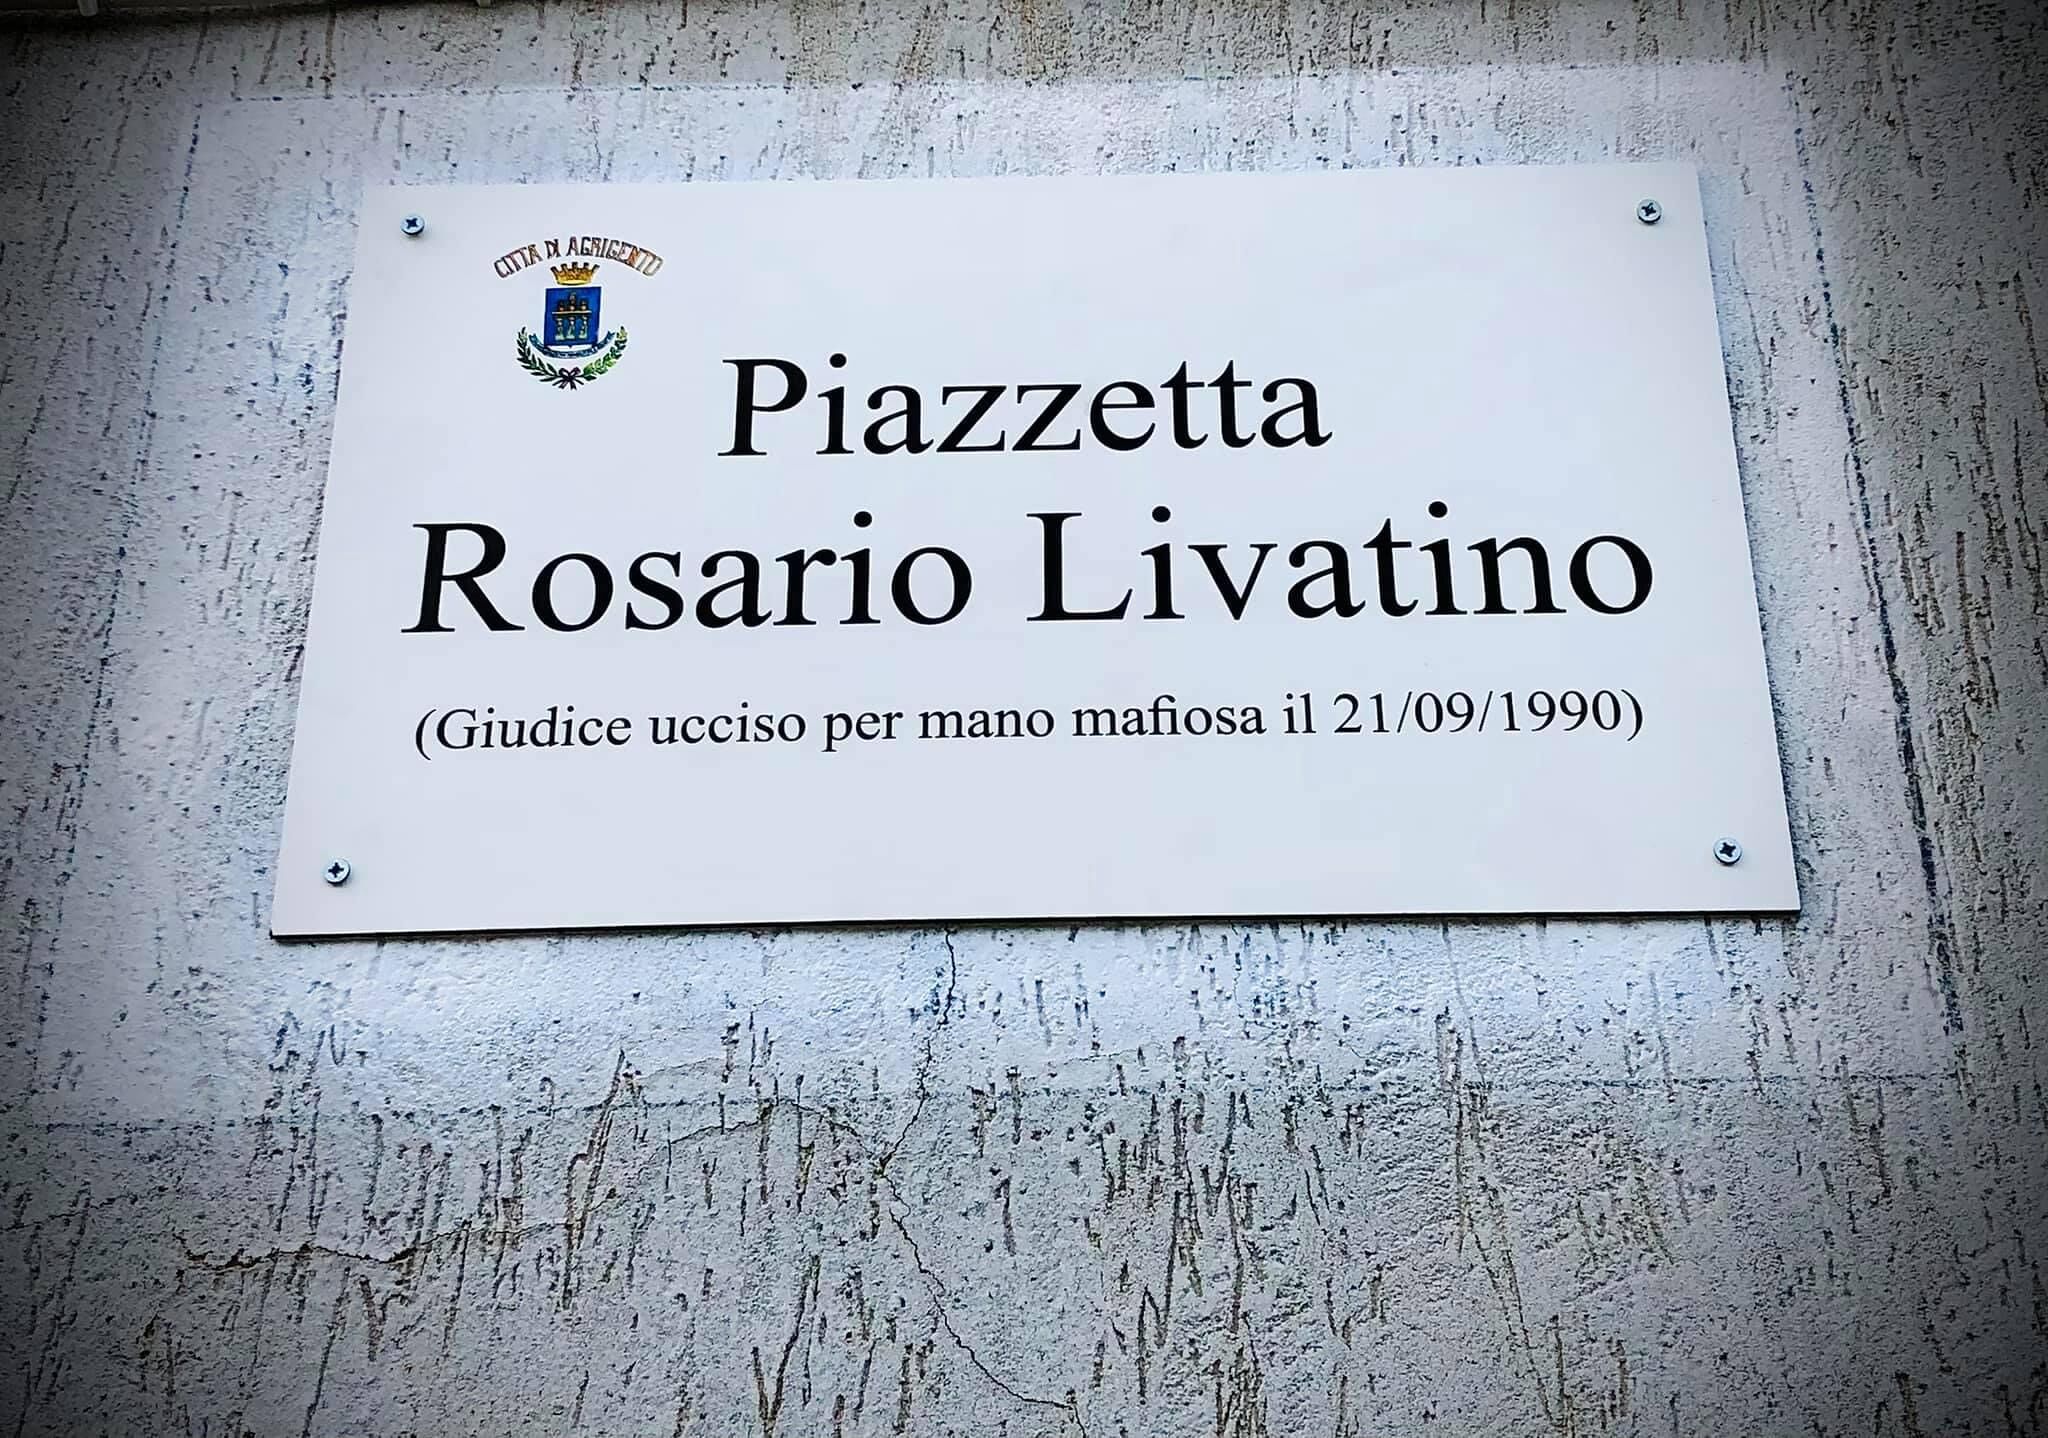 CITTA DI AGRIGENTO
Piazzetta
Rosario Livatino
(Giudice ucciso per mano mafiosa il 21/09/1990)